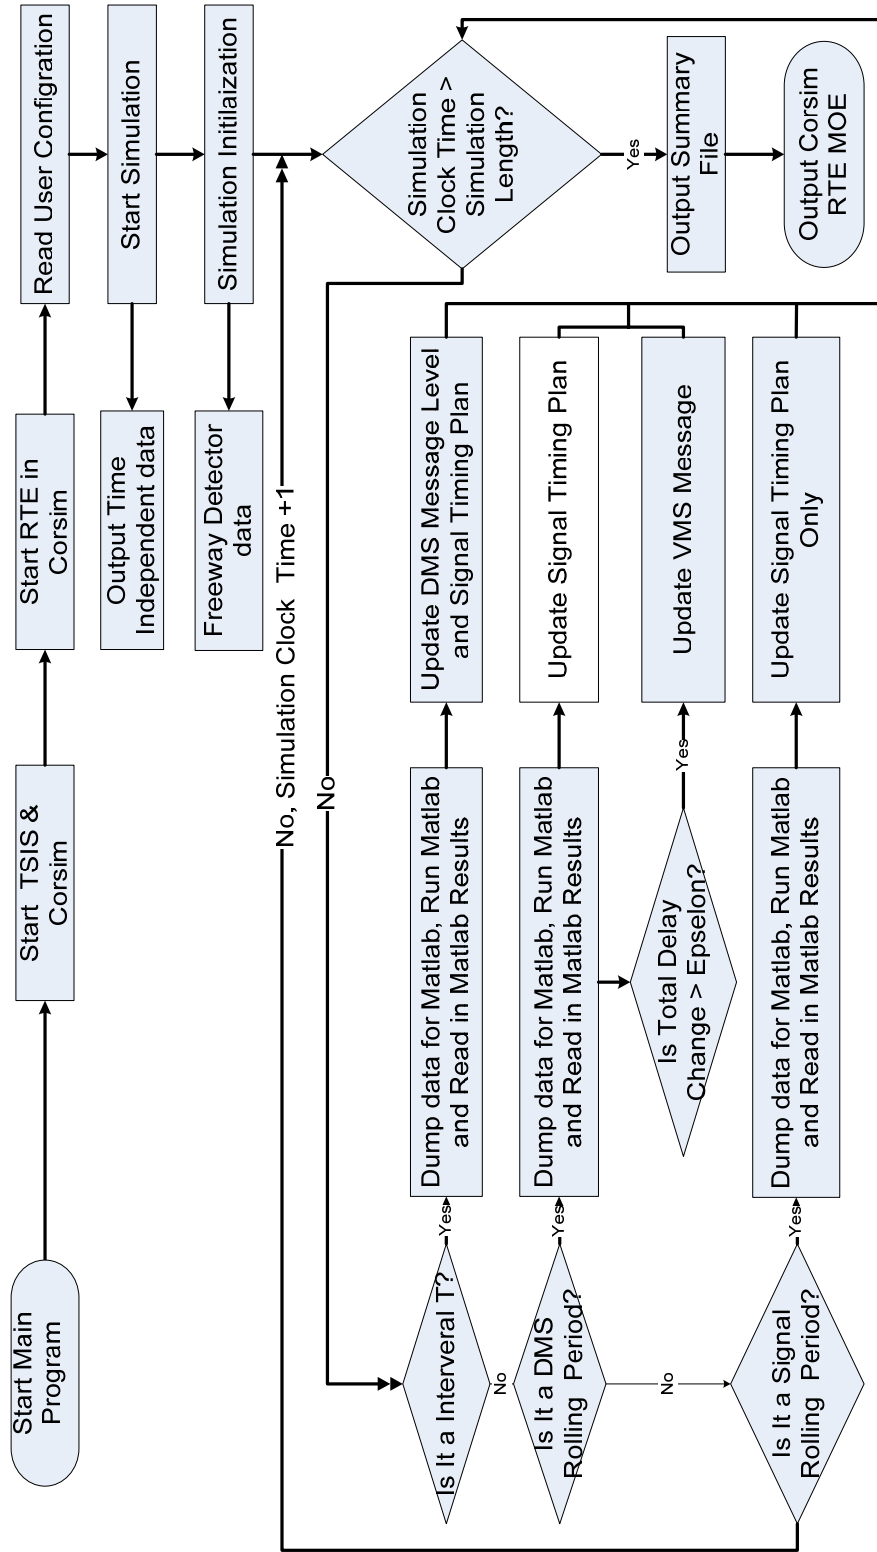 Start Main
Program
Start  TSIS &
Corsim
Start RTE in
Corsim
Read User Configration
Start Simulation
Output Time
Independent data
Simulation Initilaization
Freeway Detector
data
No, Simulation Clock  Time +1
No
Simulation
Clock Time >
Simulation
Length?
Yes
Output Summary
File
Output Corsim
RTE MOE
Is It a Interveral T?
Yes
Dump data for Matlab, Run Matlab
and Read in Matlab Results
Update DMS Message Level
and Signal Timing Plan
No
Is It a DMS
Rolling  Period?
Yes
Dump data for Matlab, Run Matlab
and Read in Matlab Results
Update Signal Timing Plan
Is Total Delay
Change > Epselon?
Yes
Update VMS Message
No
Is It a Signal
Rolling  Period?
Yes
Dump data for Matlab, Run Matlab
and Read in Matlab Results
Update Signal Timing Plan
Only